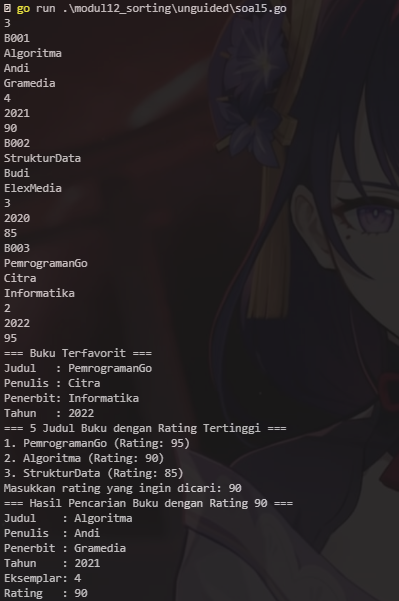 go run .\modul12_sorting\unguided\soal5.go
3
B001
Algoritma
Andi
Gramedia
4
2021
90
B002
StrukturData
Budi
ElexMedia
3
2020
85
B003
PemrogramanGo
Citra
Informatika
2
2022
95
=== Buku Terfavorit ===
Judul   : PemrogramanGo
Penulis : Citra
Penerbit: Informatika
Tahun   : 2022
=== 5 Judul Buku dengan Rating Tertinggi ===
1. PemrogramanGo (Rating: 95)
2. Algoritma (Rating: 90)
3. StrukturData (Rating: 85)
Masukkan rating yang ingin dicari: 90
=== Hasil Pencarian Buku dengan Rating 90 ===
Judul    : Algoritma
Penulis  : Andi
Penerbit : Gramedia
Tahun    : 2021
Eksemplar: 4
Rating   : 90